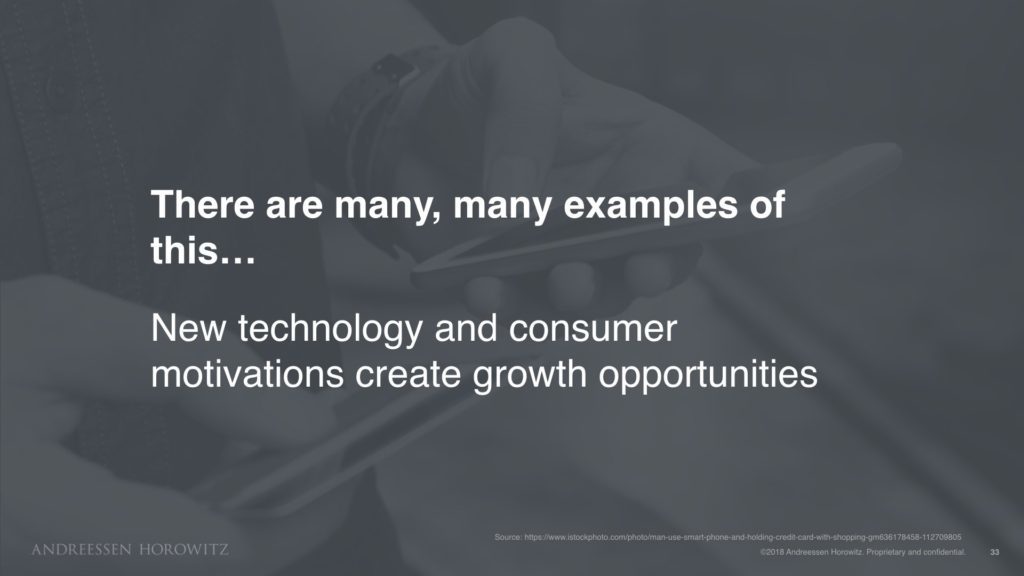 There are many, many examples of
this…
New technology and consumer
motivations create growth opportunities
Source: https://www.istockphoto.com/photo/man-use-smart-phone-and-holding-credit-card-with-shopping-gm636178458-112709805
ANDREESSEN HOROWITZ
©2018 Andreessen Horowitz. Proprietary and confidential.
33